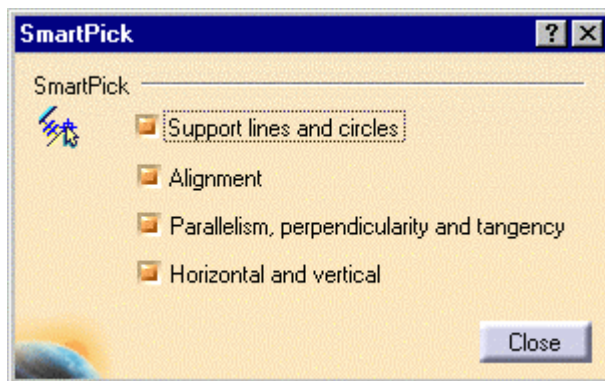 SmartPick
?
SmartPick
Support lines and circles
Alignment
Parallelism, perpendicularity and tangency
Horizontal and vertical
Close